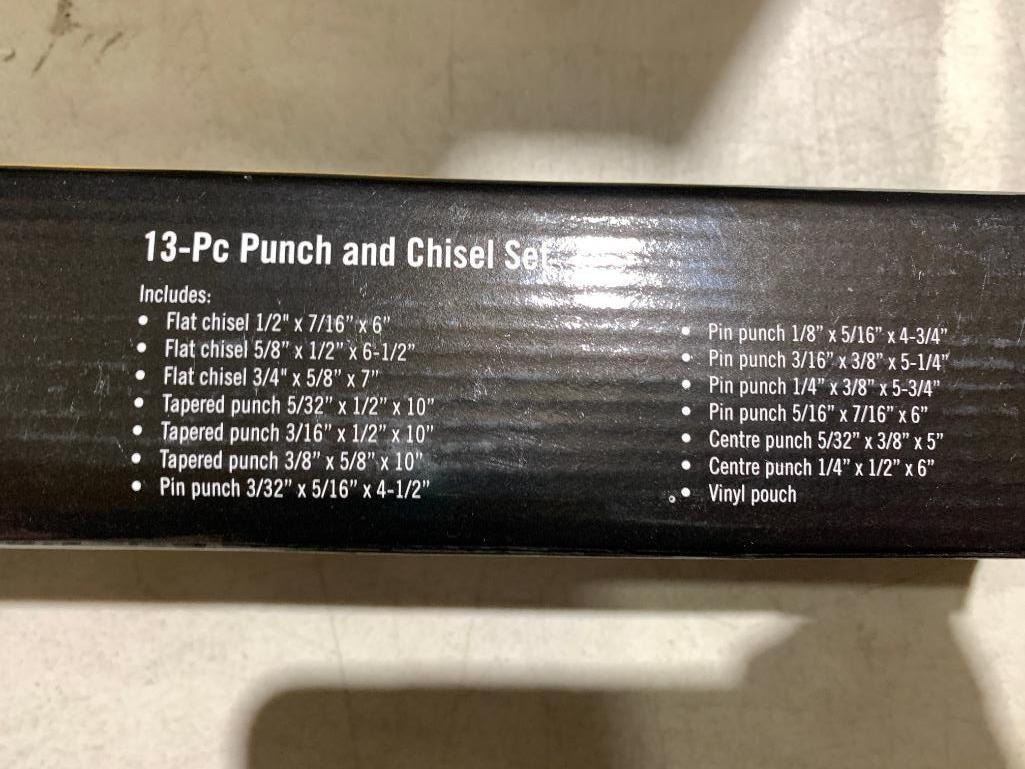 13-Pc Punch and Chisel Set
Includes:
• Flat chisel 1/2" x 7/16” x 6”
• Flat chisel 5/8” x 1/2” x 6-1/2”
• Flat chisel 3/4" x 5/8” x 7”
• Tapered punch 5/32” x 1/2” x 10”
• Tapered punch 3/16” x 1/2” x 10”
• Tapered punch 3/8” x 5/8” x 10”
• Pin punch 3/32” x 5/16” x 4-1/2”
• Pin punch 1/8” x 5/16” x 4-3/4”
• Pin punch 3/16” x 3/8” x 5-1/4”
• Pin punch 1/4” x 3/8” x 5-3/4”
• Pin punch 5/16” x 7/16” x 6”
• Centre punch 5/32” x 3/8” x 5”
• Centre punch 1/4” x 1/2” x 6”
• Vinyl pouch